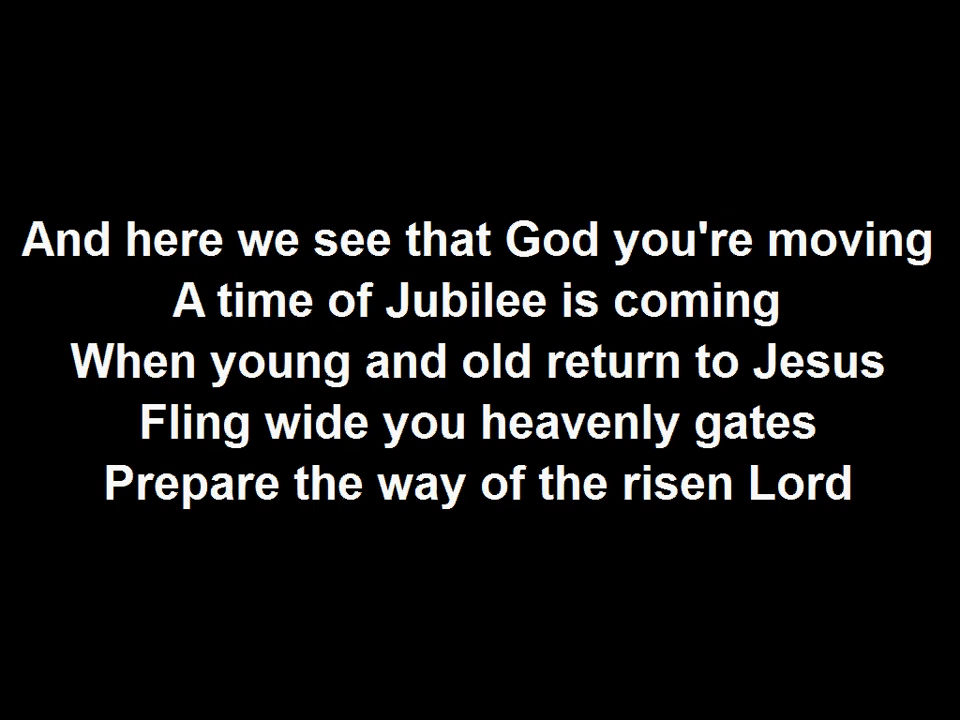 And here we see that God you're moving
A time of Jubilee is coming
When young and old return to Jesus
Fling wide you heavenly gates
Prepare the way of the risen Lord